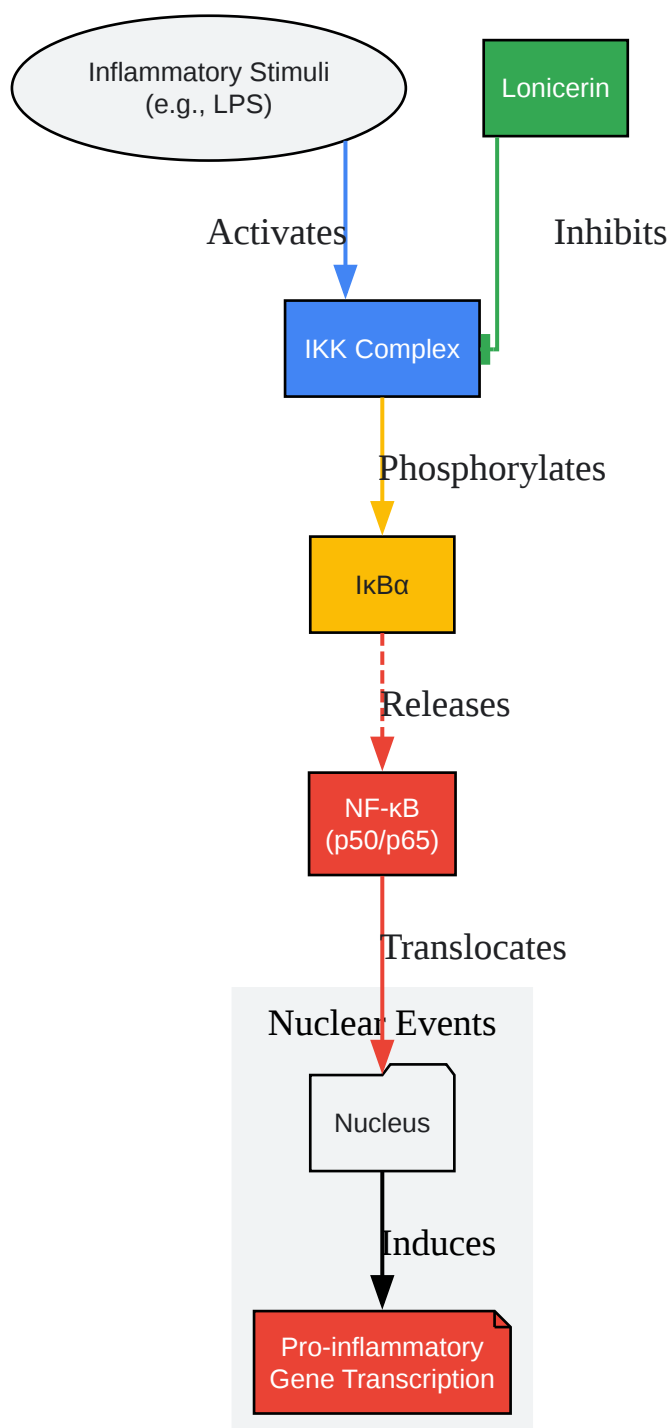 Inflammatory Stimuli
(e.g., LPS)
Lonicerin
Activates
Inhibits
IKK Complex
Phosphorylates
IκBα
Releases
NF-κB
(p50/p65)
Translocates
Nuclear Events
Nucleus
Induces
Pro-inflammatory
Gene Transcription